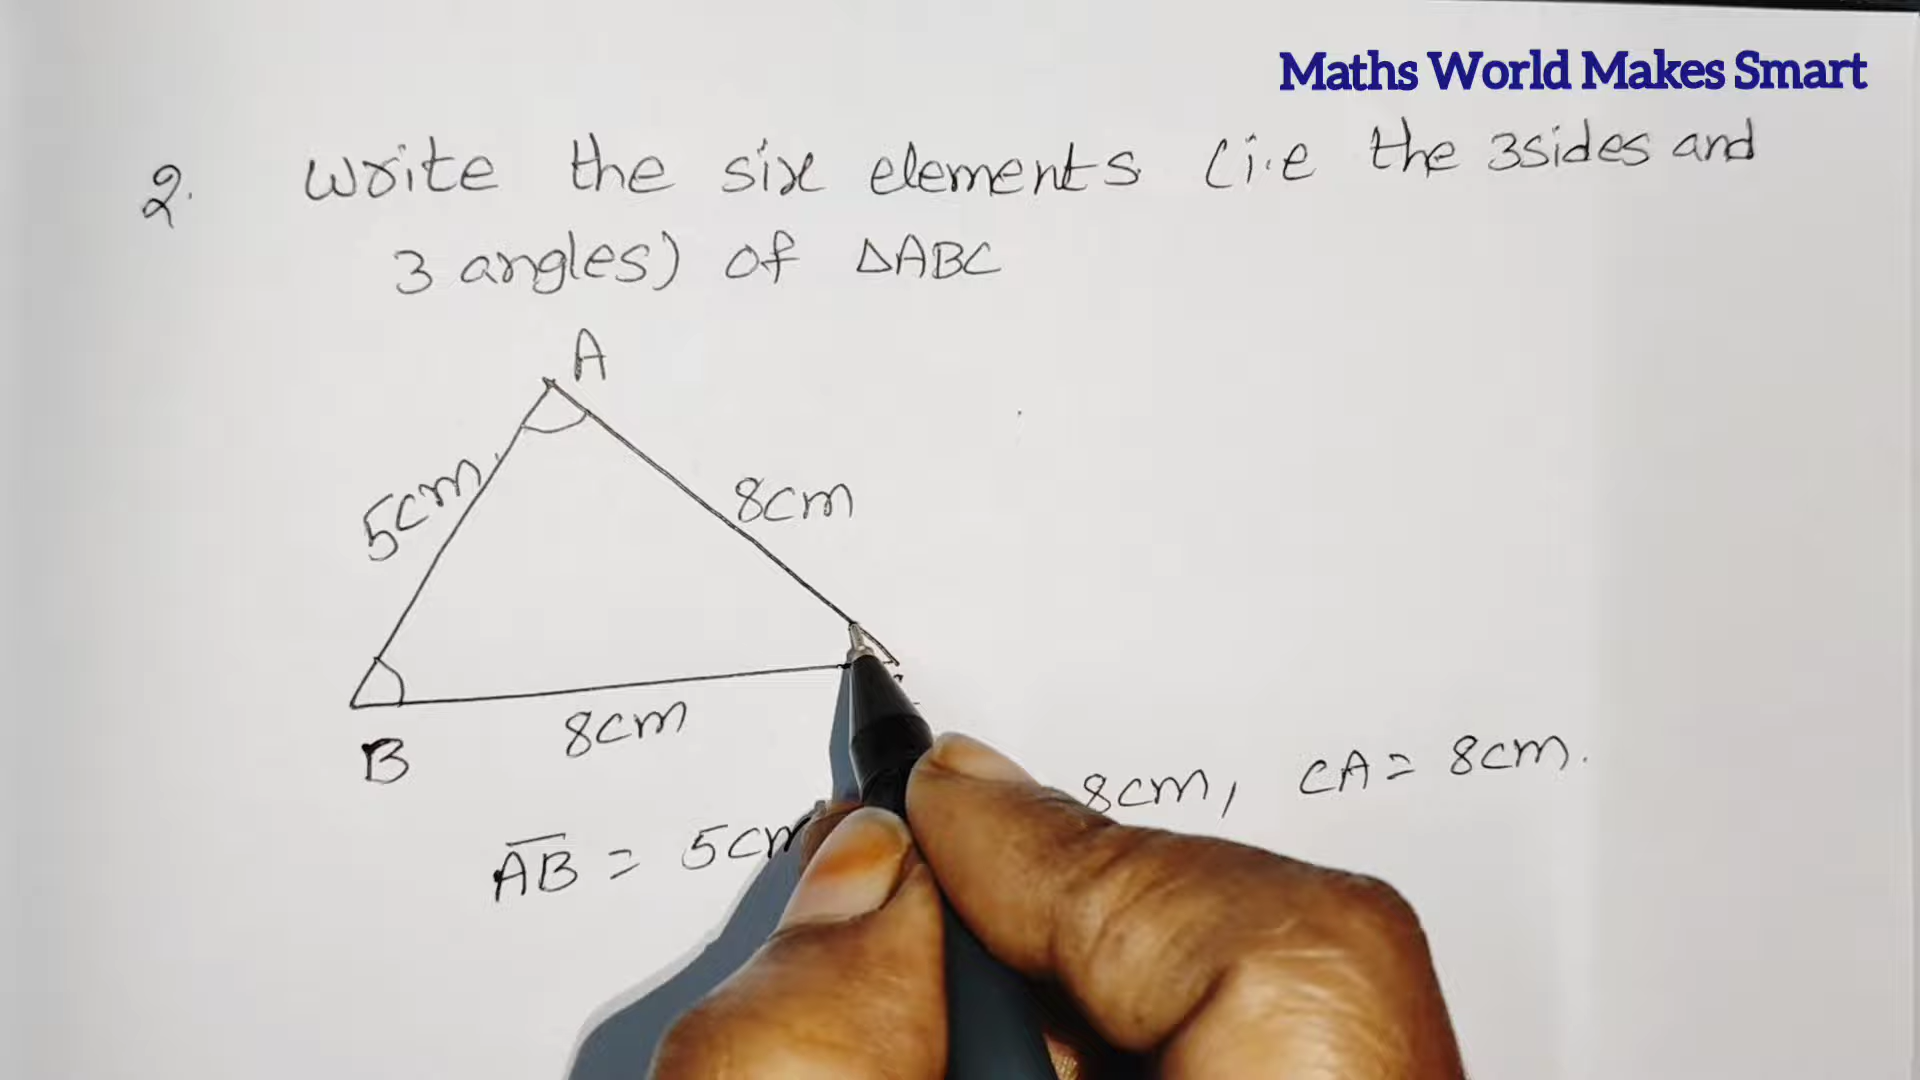 Maths World Makes Smart
2. Write the six elements (i.e the 3sides and
3 angles) of ΔABC
A
5cm
8cm
8cm
B
AB = 5cm 8cm, CA = 8cm.